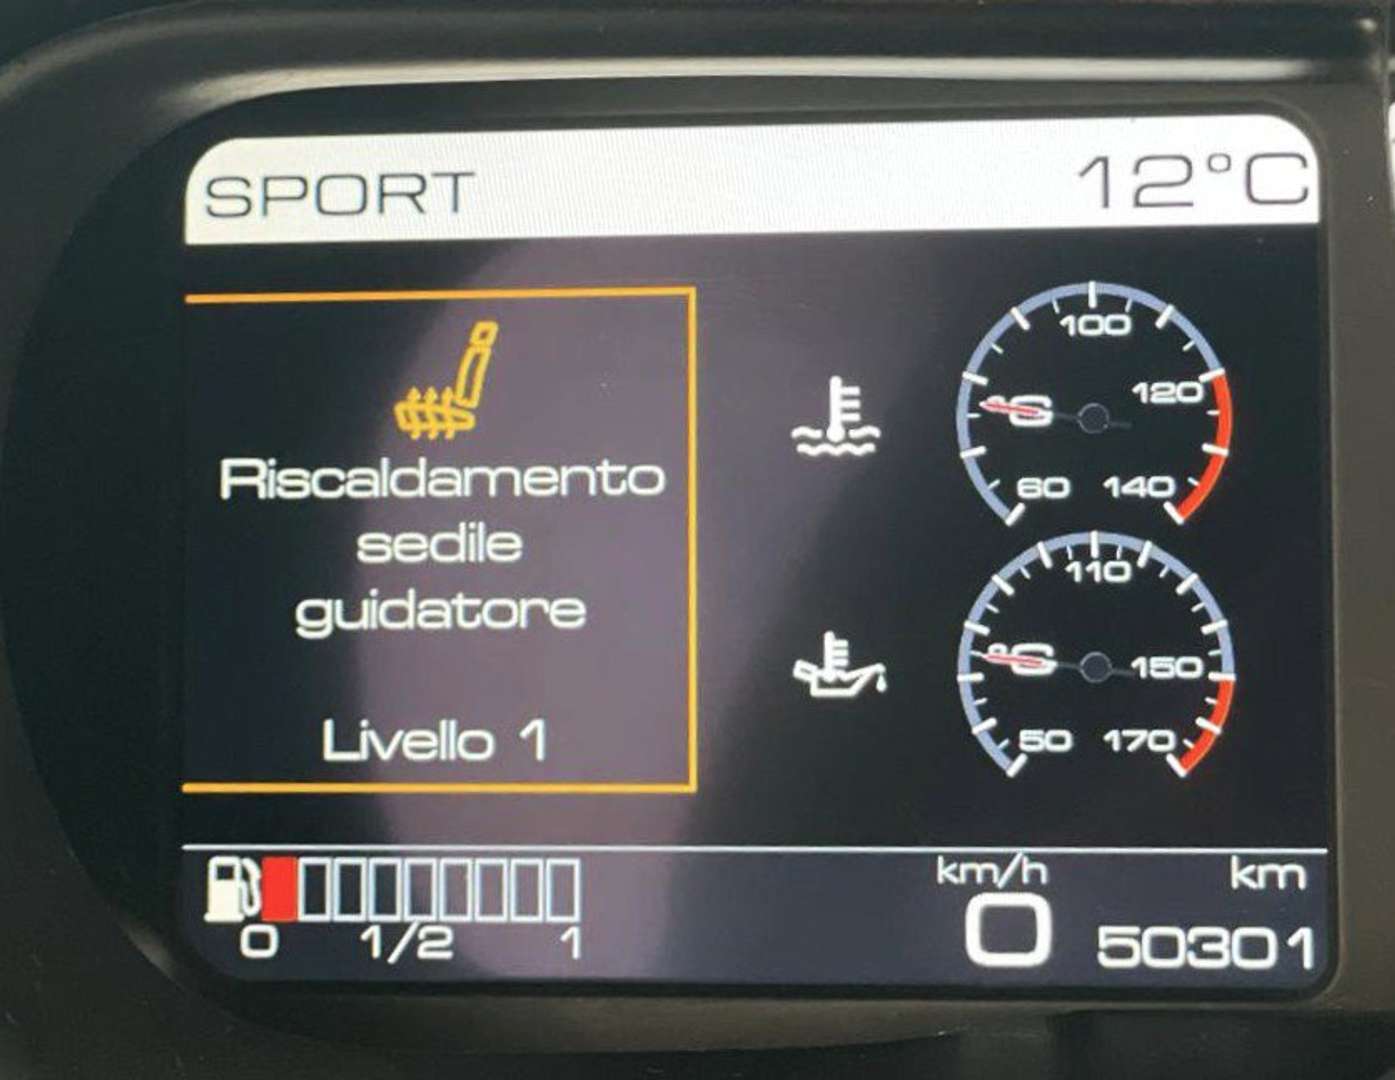 SPORT 12°C
Riscaldamento
sedile
guidatore
Livello 1
100
120
°C
60 140
110
°C 150
50 170
km/h km
0 50301
0 1/2 1